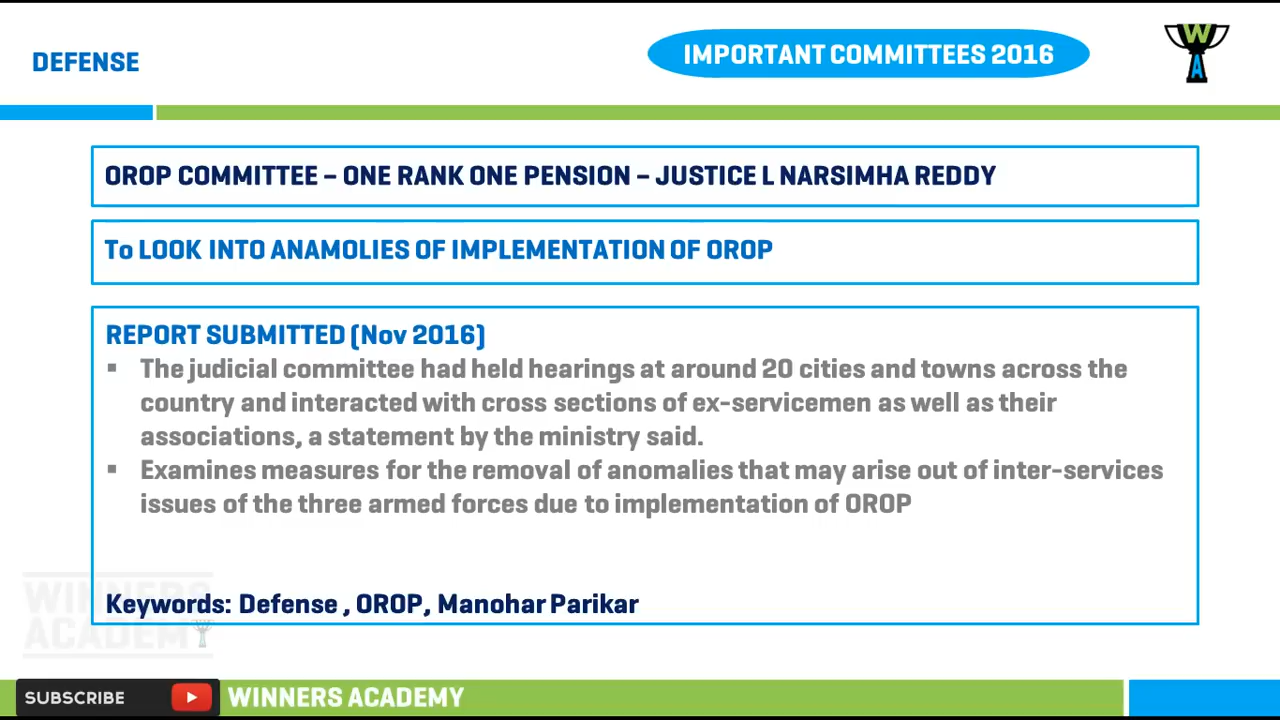 DEFENSE
IMPORTANT COMMITTEES 2016
W
A
OROP COMMITTEE – ONE RANK ONE PENSION – JUSTICE L NARSIMHA REDDY
To LOOK INTO ANAMOLIES OF IMPLEMENTATION OF OROP
REPORT SUBMITTED (Nov 2016)
▪ The judicial committee had held hearings at around 20 cities and towns across the
country and interacted with cross sections of ex-servicemen as well as their
associations, a statement by the ministry said.
▪ Examines measures for the removal of anomalies that may arise out of inter-services
issues of the three armed forces due to implementation of OROP
Keywords: Defense , OROP, Manohar Parikar
WINNERS
ACADEMY
SUBSCRIBE
WINNERS ACADEMY